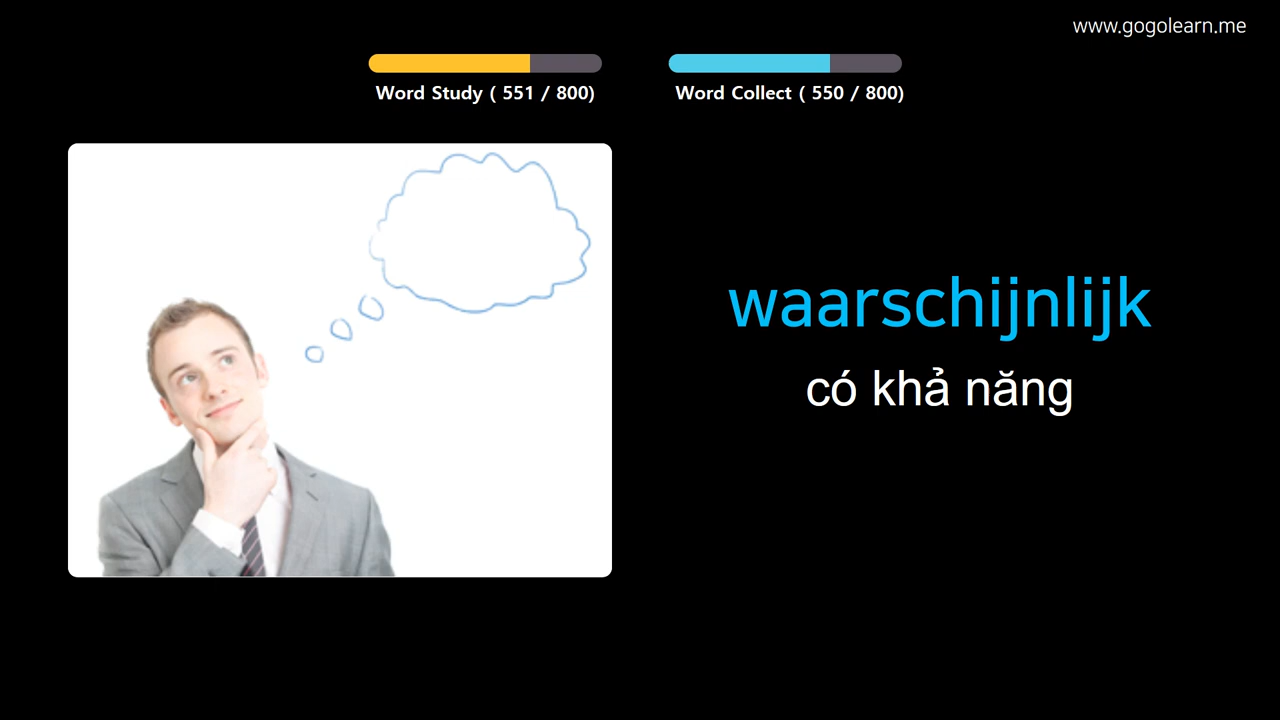 www.gogolearn.me
Word Study ( 551 / 800)
Word Collect ( 550 / 800)
waarschijnlijk
có khả năng